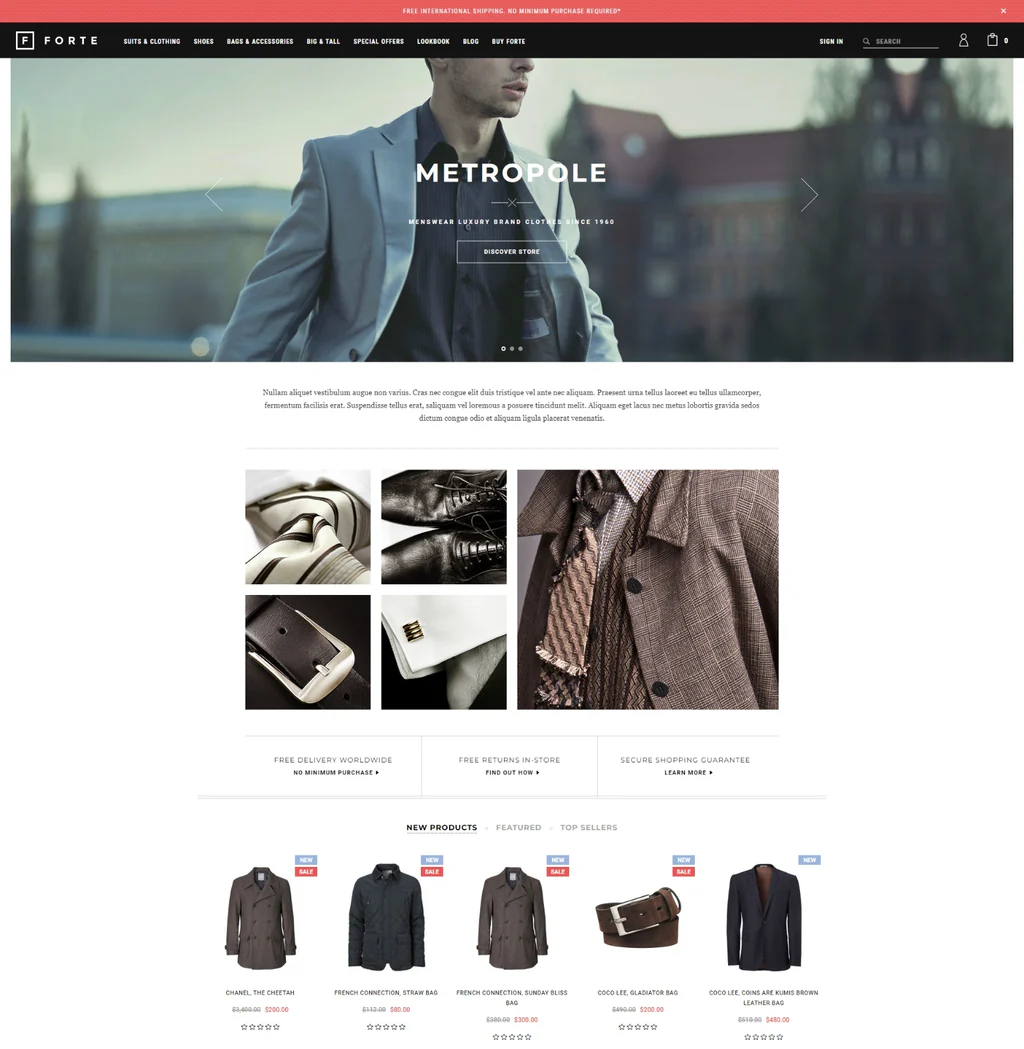 FREE INTERNATIONAL SHIPPING. NO MINIMUM PURCHASE REQUIRED*
F FORTE SUITS & CLOTHING SHOES BAGS & ACCESSORIES BIG & TALL SPECIAL OFFERS LOOKBOOK BLOG BUY FORTE SIGN IN SEARCH 0
METROPOLE
MENSWEAR LUXURY BRAND CLOTHES SINCE 1960
DISCOVER STORE
Nullam aliquet vestibulum augue non varius. Cras nec congue elit duis tristique vel ante nec aliquam. Praesent urna tellus laoreet eu tellus ullamcorper,
fermentum facilisis erat. Suspendisse tellus erat, saliquam vel loremous a posuere tincidunt melit. Aliquam eget lacus nec metus lobortis gravida sedos
dictum congue odio et aliquam ligula placerat venenatis.
FREE DELIVERY WORLDWIDE
NO MINIMUM PURCHASE
FREE RETURNS IN-STORE
FIND OUT HOW
SECURE SHOPPING GUARANTEE
LEARN MORE
NEW PRODUCTS FEATURED TOP SELLERS
NEW
SALE
CHANEL, THE CHEETAH
$3,400.00 $200.00
NEW
SALE
FRENCH CONNECTION, STRAW BAG
$112.00 $80.00
NEW
SALE
FRENCH CONNECTION, SUNDAY BLISS
BAG
$380.00 $300.00
NEW
SALE
COCO LEE, GLADIATOR BAG
$490.00 $200.00
NEW
COCO LEE, COINS ARE KUMIS BROWN
LEATHER BAG
$510.00 $480.00